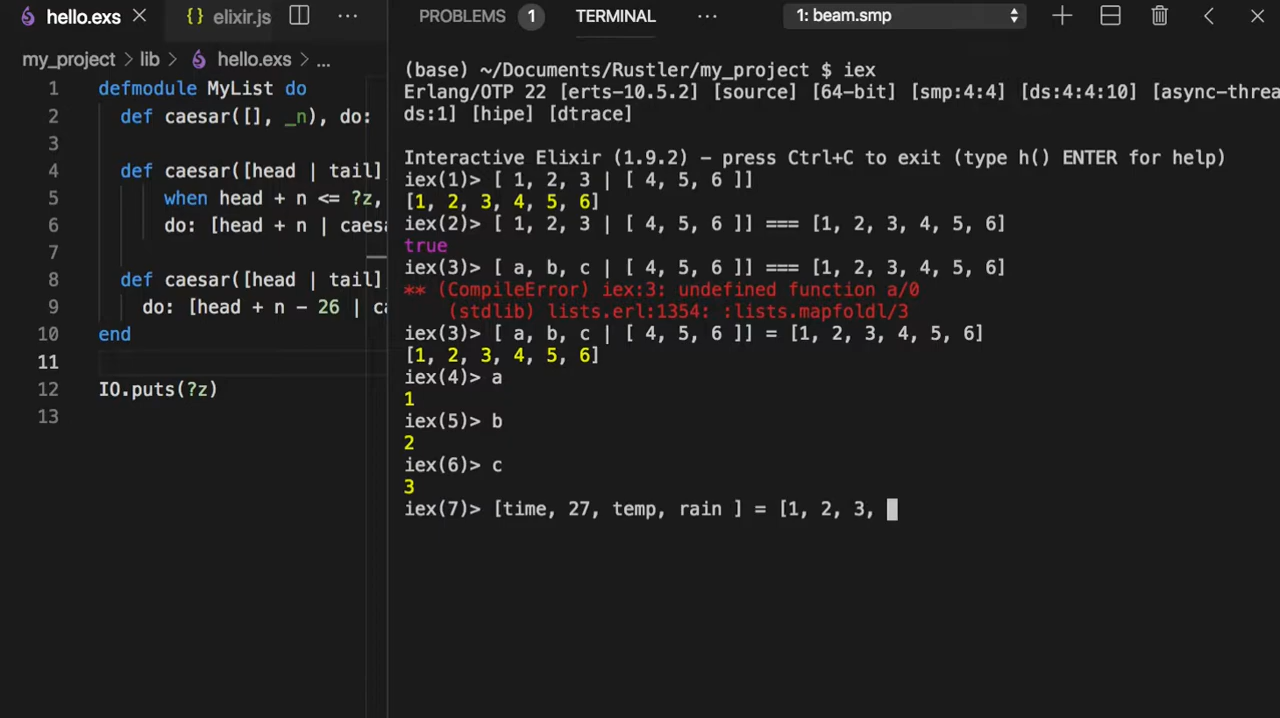 hello.exs elixir.js
my_project lib hello.exs ...
1 defmodule MyList do
2 def caesar([], _n), do:
3
4 def caesar([head | tail]
5 when head + n <= ?z,
6 do: [head + n | caes
7
8 def caesar([head | tail]
9 do: [head + n - 26 | ca
10 end
11
12 IO.puts(?z)
13
PROBLEMS 1 TERMINAL ... 1: beam.smp
(base) ~/Documents/Rustler/my_project $ iex
Erlang/OTP 22 [erts-10.5.2] [source] [64-bit] [smp:4:4] [ds:4:4:10] [async-threa
ds:1] [hipe] [dtrace]
Interactive Elixir (1.9.2) - press Ctrl+C to exit (type h() ENTER for help)
iex(1)> [ 1, 2, 3 | [ 4, 5, 6 ]]
[1, 2, 3, 4, 5, 6]
iex(2)> [ 1, 2, 3 | [ 4, 5, 6 ]] === [1, 2, 3, 4, 5, 6]
true
iex(3)> [ a, b, c | [ 4, 5, 6 ]] === [1, 2, 3, 4, 5, 6]
** (CompileError) iex:3: undefined function a/0
(stdlib) lists.erl:1354: :lists.mapfoldl/3
iex(3)> [ a, b, c | [ 4, 5, 6 ]] = [1, 2, 3, 4, 5, 6]
[1, 2, 3, 4, 5, 6]
iex(4)> a
1
iex(5)> b
2
iex(6)> c
3
iex(7)> [time, 27, temp, rain ] = [1, 2, 3,